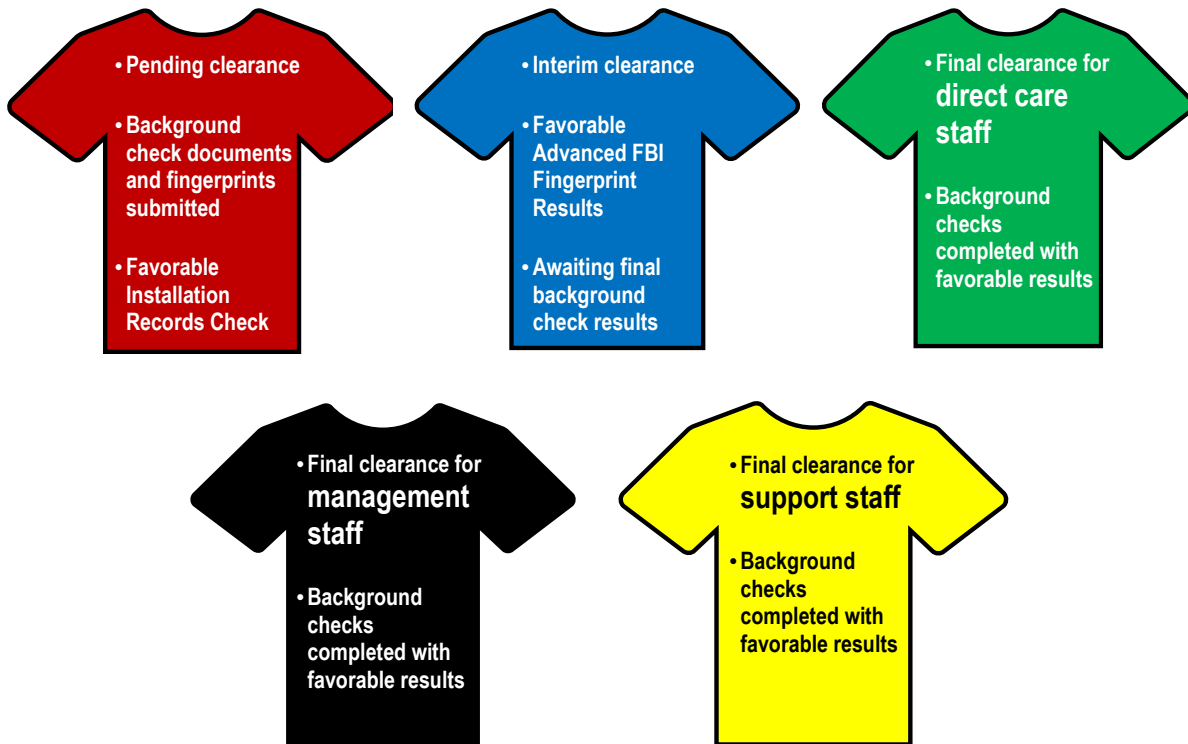 • Pending clearance
• Background
check documents
and fingerprints
submitted
• Favorable
Installation
Records Check
• Interim clearance
• Favorable
Advanced FBI
Fingerprint
Results
• Awaiting final
background
check results
• Final clearance for
direct care
staff
• Background
checks
completed with
favorable results
• Final clearance for
management
staff
• Background
checks
completed with
favorable results
• Final clearance for
support staff
• Background
checks
completed with
favorable results